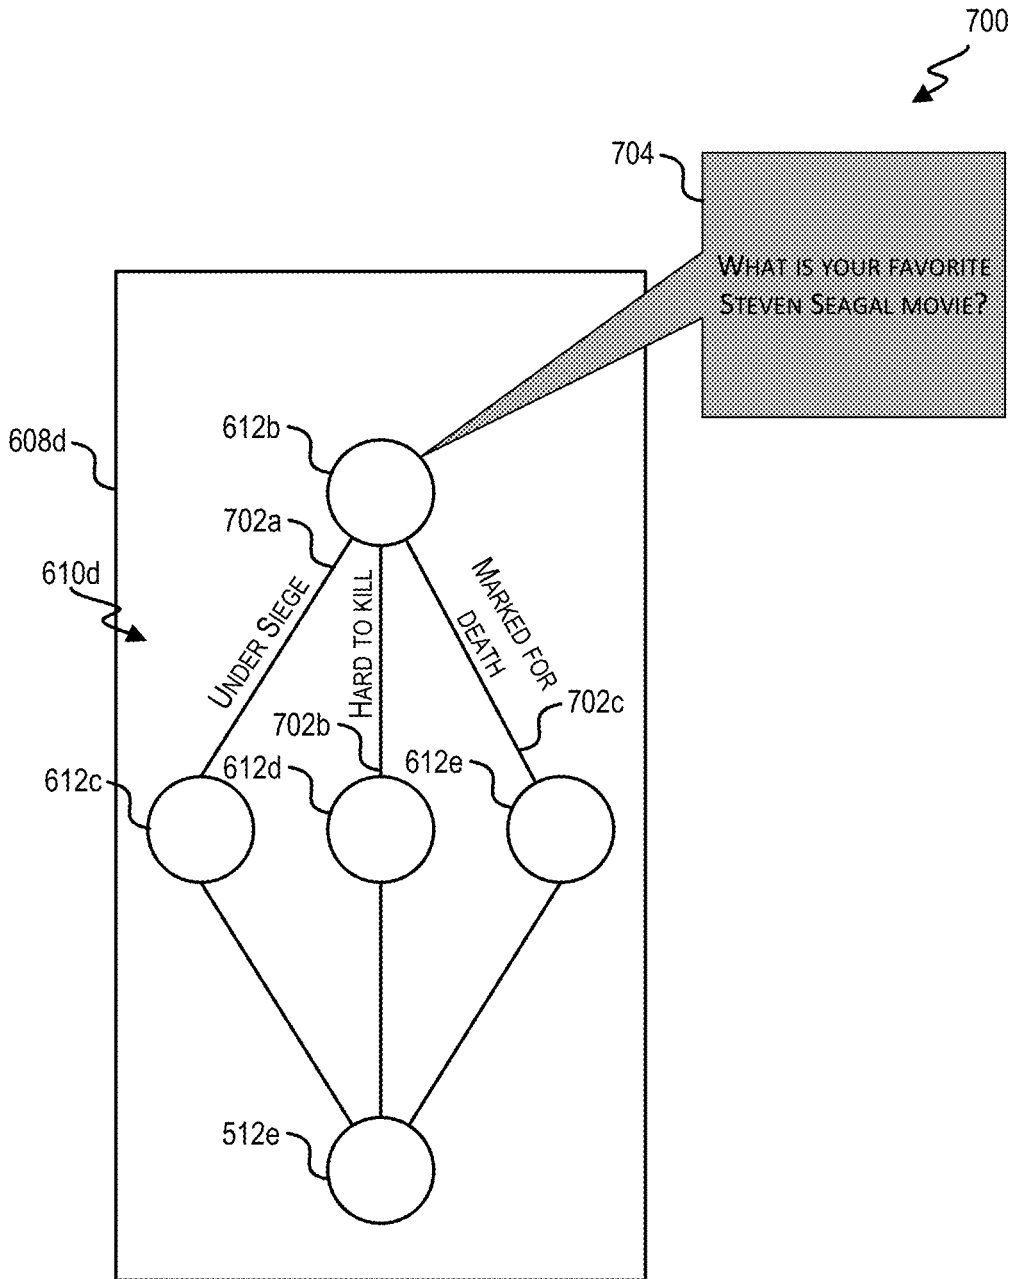 700
704
WHAT IS YOUR FAVORITE
STEVEN SEAGAL MOVIE?
612b
608d
702a
610d
UNDER SIEGE
HARD TO KILL
MARKED FOR
DEATH
702c
702b
612c
612d
612e
512e